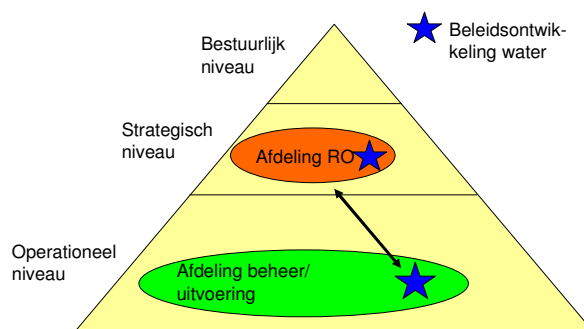 Bestuurlijk
niveau
Beleidsontwik-
keling water
Strategisch
niveau
Afdeling RO
Operationeel
niveau
Afdeling beheer/
uitvoering